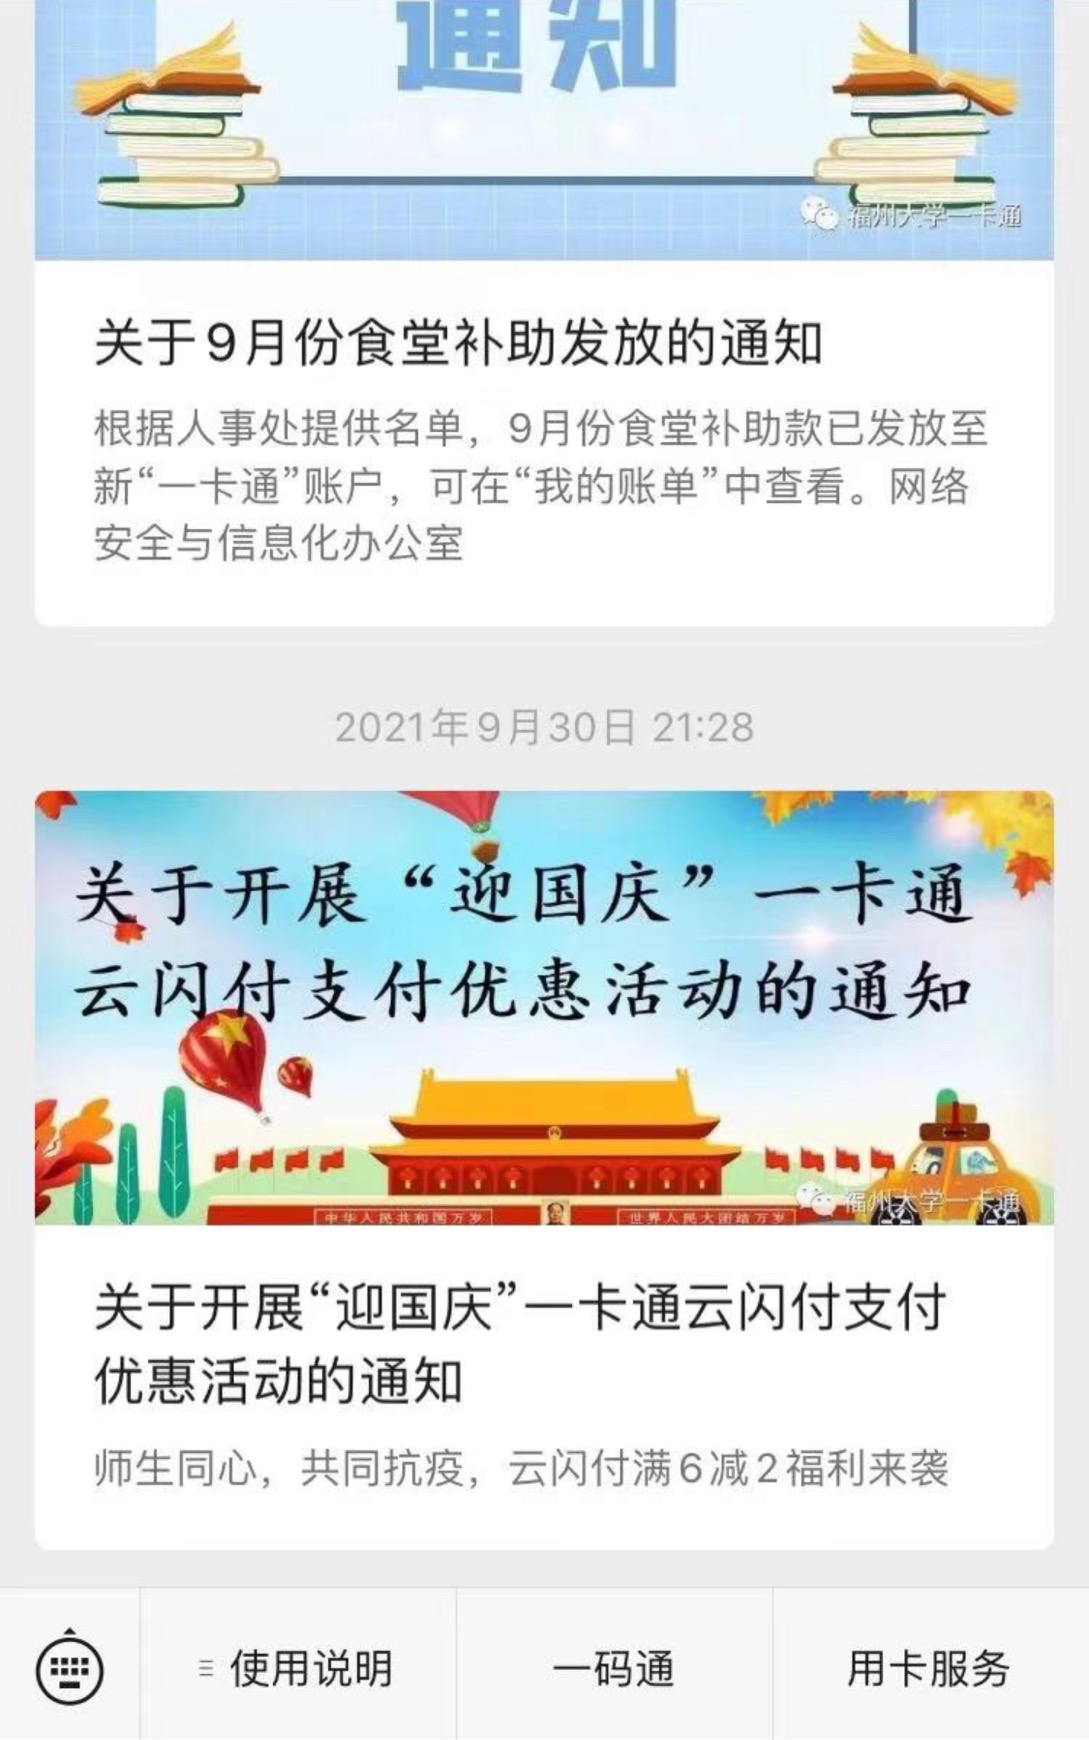 通知
福州大学一卡通
关于9月份食堂补助发放的通知
根据人事处提供名单，9月份食堂补助款已发放至
新“一卡通”账户，可在“我的账单”中查看。网络
安全与信息化办公室
2021年9月30日 21:28
关于开展“迎国庆”一卡通
云闪付支付优惠活动的通知
中华人民共和国万岁
世界人民大团结万岁
福州大学一卡通
关于开展“迎国庆”一卡通云闪付支付
优惠活动的通知
师生同心，共同抗疫，云闪付满6减2福利来袭
使用说明
一码通
用卡服务